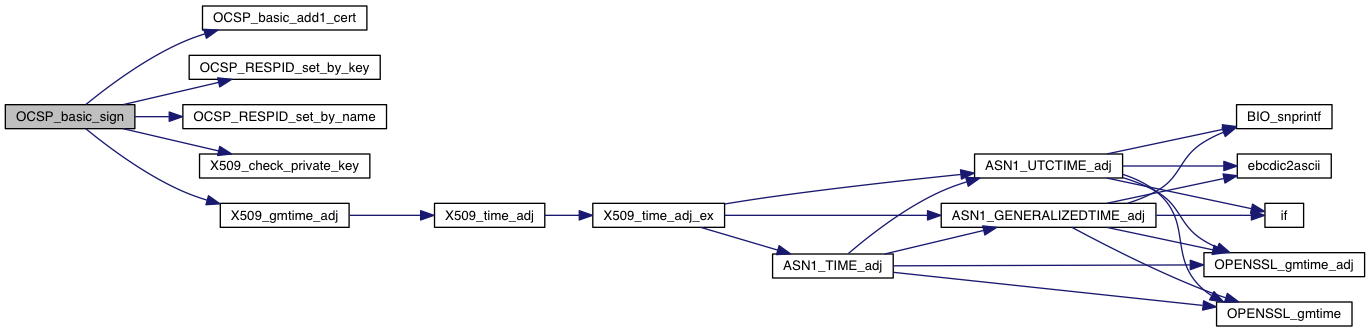 OCSP_basic_add1_cert
OCSP_RESPID_set_by_key
OCSP_basic_sign
OCSP_RESPID_set_by_name
X509_check_private_key
X509_gmtime_adj
X509_time_adj
X509_time_adj_ex
ASN1_UTCTIME_adj
ASN1_GENERALIZEDTIME_adj
ASN1_TIME_adj
BIO_snprintf
ebcdic2ascii
if
OPENSSL_gmtime_adj
OPENSSL_gmtime